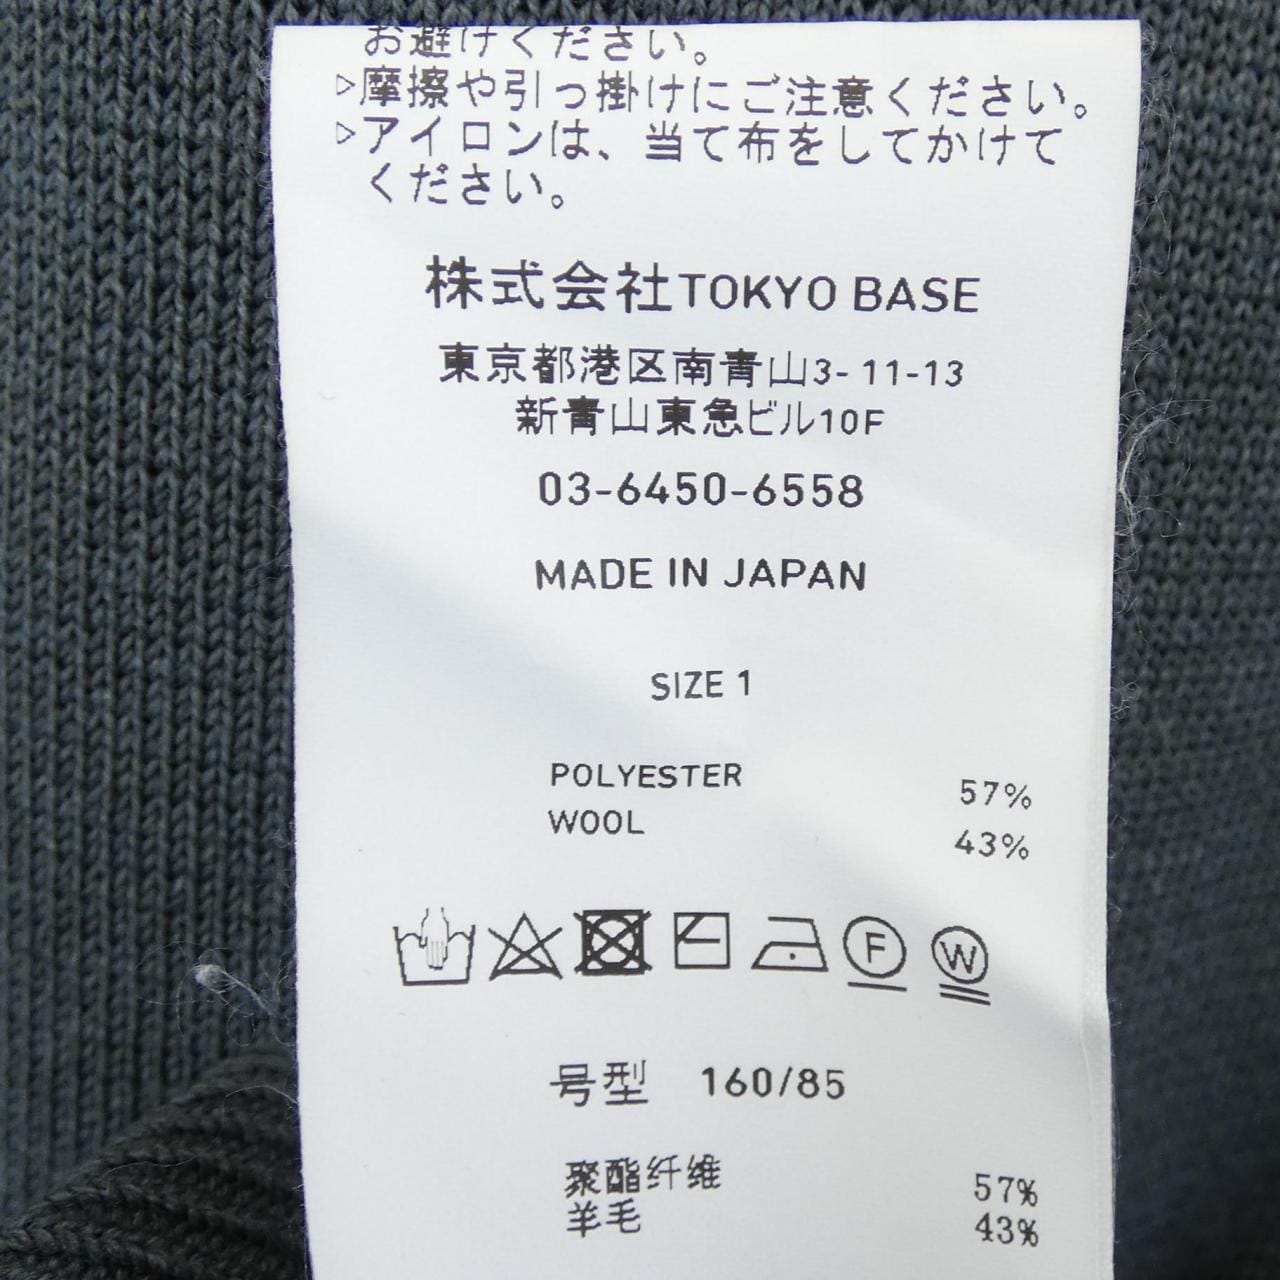 お避けください。
▷摩擦や引っ掛けにご注意ください。
▷アイロンは、当て布をしてかけて
ください。
株式会社TOKYO BASE
東京都港区南青山3-11-13
新青山東急ビル10F
03-6450-6558
MADE IN JAPAN
SIZE 1
POLYESTER 57%
WOOL 43%
F W
号型 160/85
聚酯纤维 57%
羊毛 43%